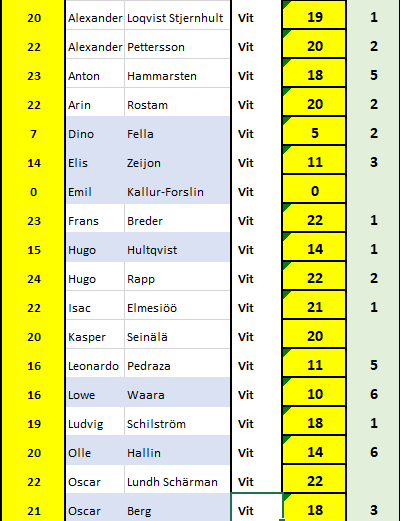 20 Alexander Loqvist Stjernhult Vit 19 1
22 Alexander Pettersson Vit 20 2
23 Anton Hammarsten Vit 18 5
22 Arin Rostam Vit 20 2
7 Dino Fella Vit 5 2
14 Elis Zeijon Vit 11 3
0 Emil Kallur-Forslin Vit 0
23 Frans Breder Vit 22 1
15 Hugo Hultqvist Vit 14 1
24 Hugo Rapp Vit 22 2
22 Isac Elmesiöö Vit 21 1
20 Kasper Seinälä Vit 20
16 Leonardo Pedraza Vit 11 5
16 Lowe Waara Vit 10 6
19 Ludvig Schilström Vit 18 1
20 Olle Hallin Vit 14 6
22 Oscar Lundh Schärman Vit 22
21 Oscar Berg Vit 18 3